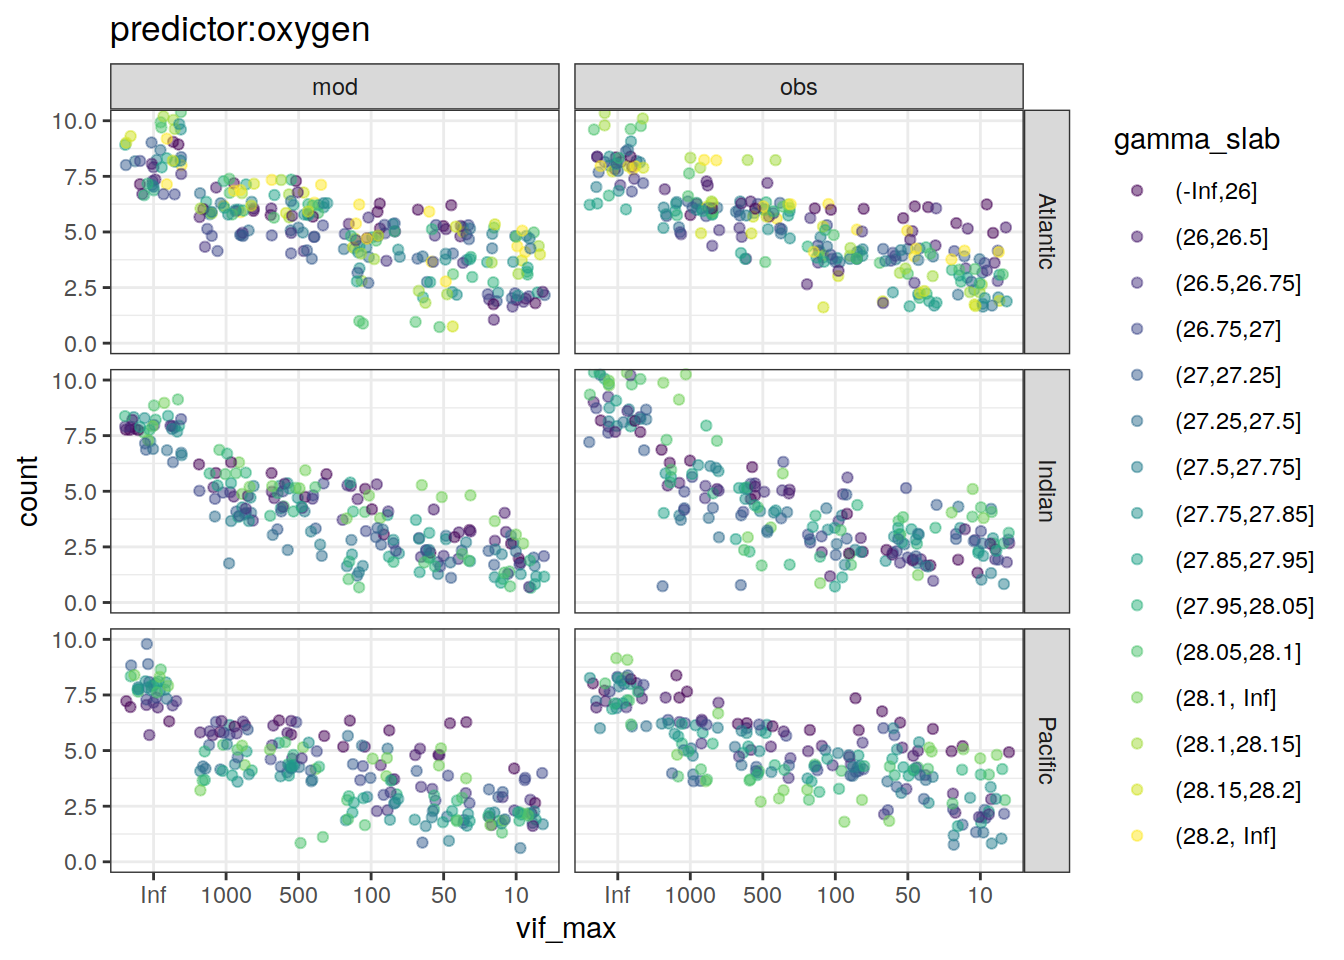 predictor:oxygen
mod
obs
10.0
7.5
5.0
2.5
0.0
Atlantic
10.0
7.5
5.0
2.5
0.0
Indian
10.0
7.5
5.0
2.5
0.0
Pacific
count
Inf 1000 500 100 50 10
Inf 1000 500 100 50 10
vif_max
gamma_slab
(-Inf,26]
(26,26.5]
(26.5,26.75]
(26.75,27]
(27,27.25]
(27.25,27.5]
(27.5,27.75]
(27.75,27.85]
(27.85,27.95]
(27.95,28.05]
(28.05,28.1]
(28.1, Inf]
(28.1,28.15]
(28.15,28.2]
(28.2, Inf]